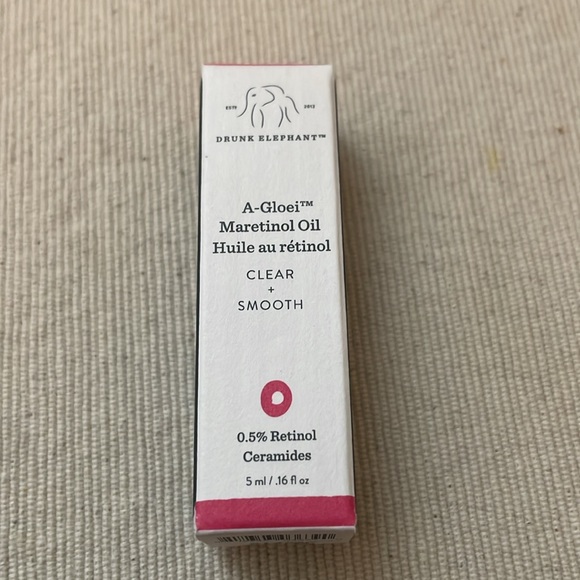 ESTD 2012
DRUNK ELEPHANT™
A-Gloei™
Maretinol Oil
Huile au rétinol
CLEAR
+
SMOOTH
0.5% Retinol
Ceramides
5 ml / .16 fl oz